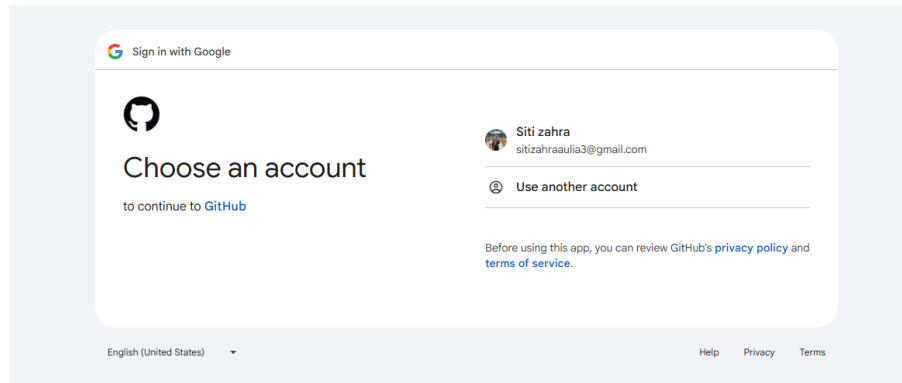 Sign in with Google
Choose an account
to continue to GitHub
Siti zahra
sitizahraaulia3@gmail.com
Use another account
Before using this app, you can review GitHub's privacy policy and
terms of service.
English (United States)
Help Privacy Terms